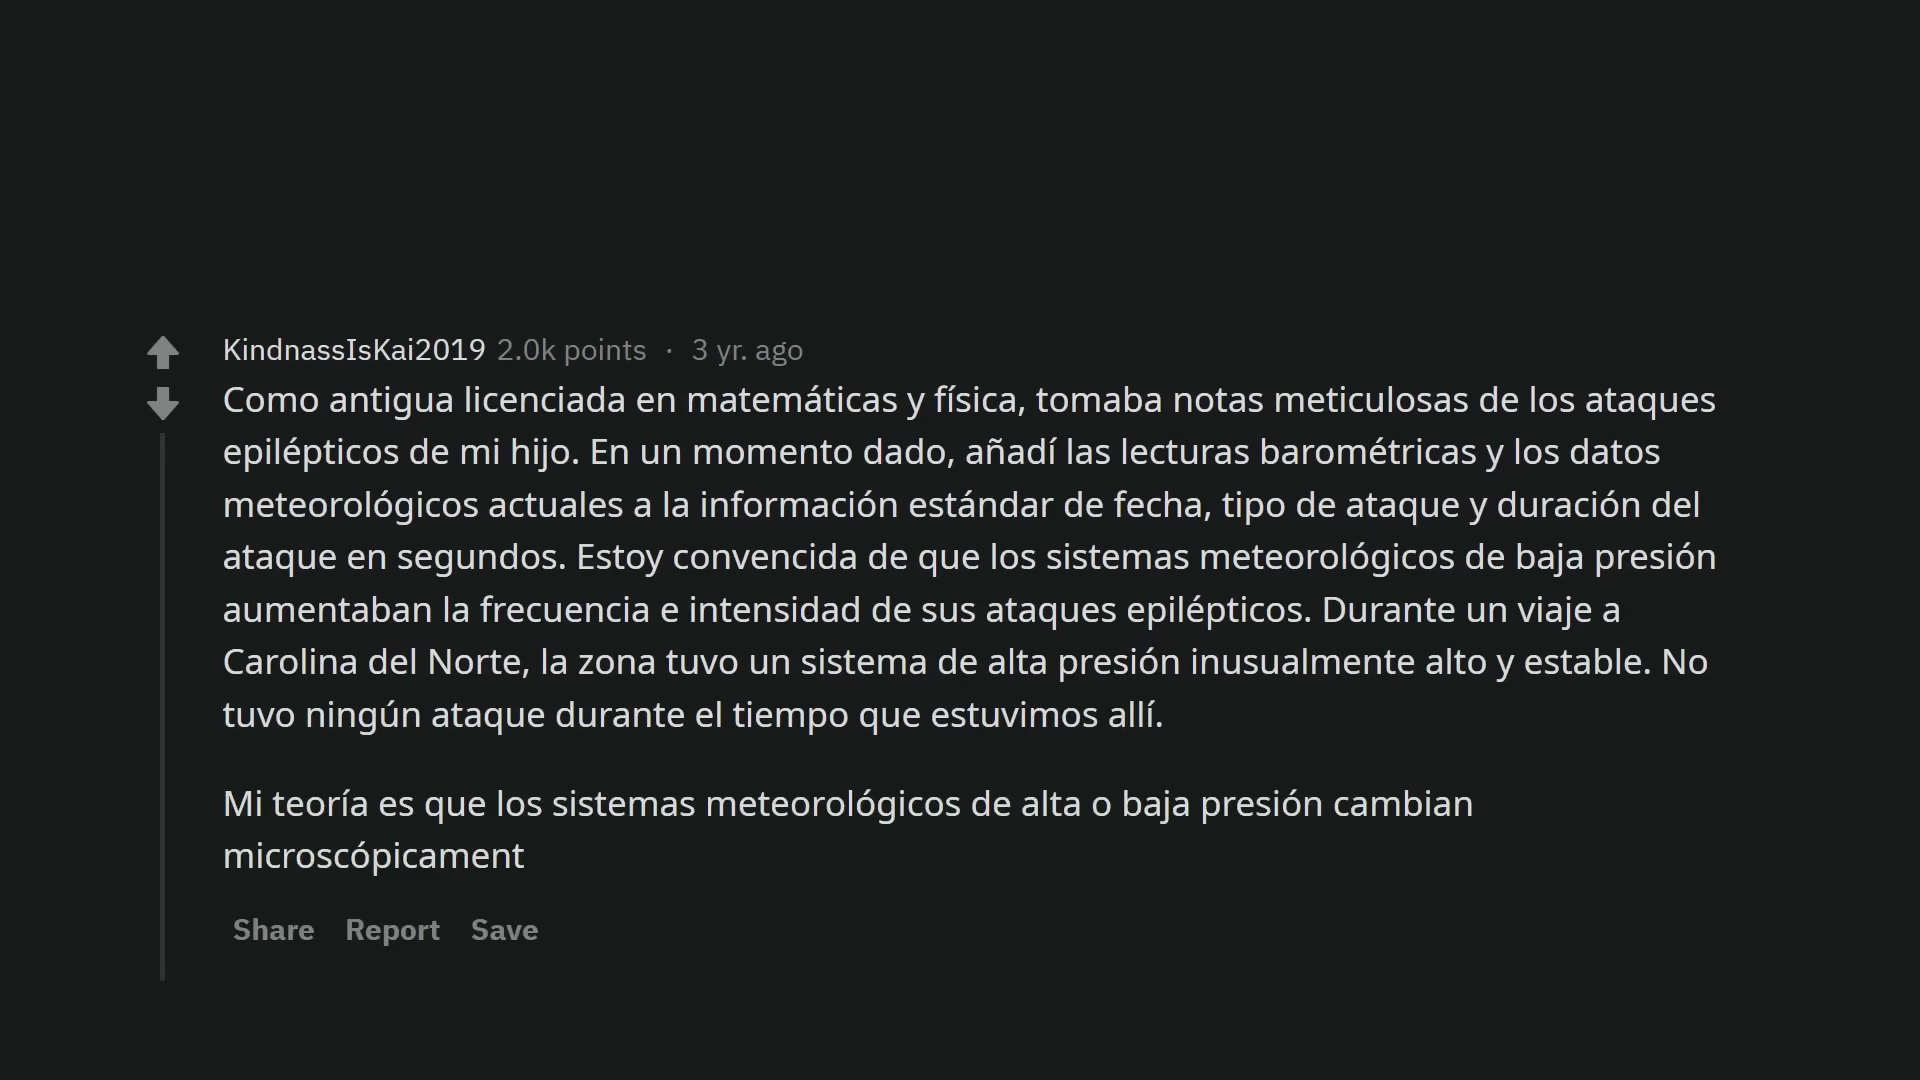 KindnassIsKai2019 2.0k points · 3 yr. ago
Como antigua licenciada en matemáticas y física, tomaba notas meticulosas de los ataques
epilépticos de mi hijo. En un momento dado, añadí las lecturas barométricas y los datos
meteorológicos actuales a la información estándar de fecha, tipo de ataque y duración del
ataque en segundos. Estoy convencida de que los sistemas meteorológicos de baja presión
aumentaban la frecuencia e intensidad de sus ataques epilépticos. Durante un viaje a
Carolina del Norte, la zona tuvo un sistema de alta presión inusualmente alto y estable. No
tuvo ningún ataque durante el tiempo que estuvimos allí.
Mi teoría es que los sistemas meteorológicos de alta o baja presión cambian
microscópicament
Share Report Save